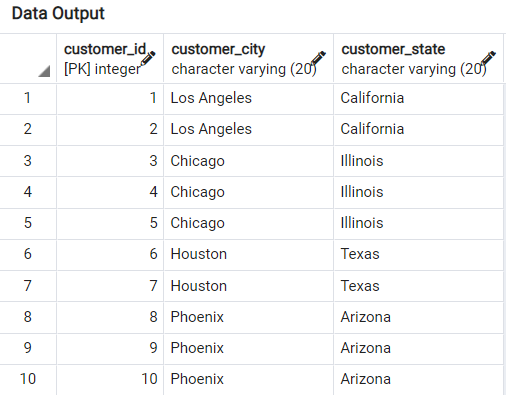 Data Output
customer_id customer_city customer_state
[PK] integer character varying (20) character varying (20)
1 1 Los Angeles California
2 2 Los Angeles California
3 3 Chicago Illinois
4 4 Chicago Illinois
5 5 Chicago Illinois
6 6 Houston Texas
7 7 Houston Texas
8 8 Phoenix Arizona
9 9 Phoenix Arizona
10 10 Phoenix Arizona